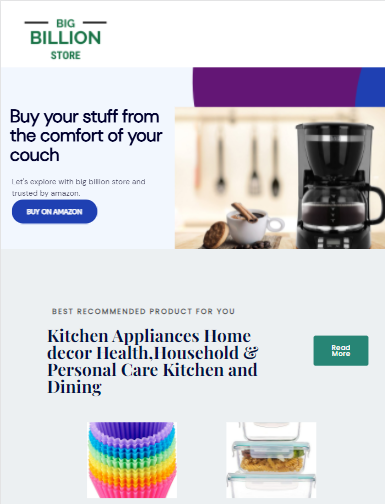 BIG
BILLION
STORE
Buy your stuff from
the comfort of your
couch
Let's explore with big billion store and
trusted by amazon.
BUY ON AMAZON
BEST RECOMMENDED PRODUCT FOR YOU
Kitchen Appliances Home
decor Health,Household &
Personal Care Kitchen and
Dining
Read
More